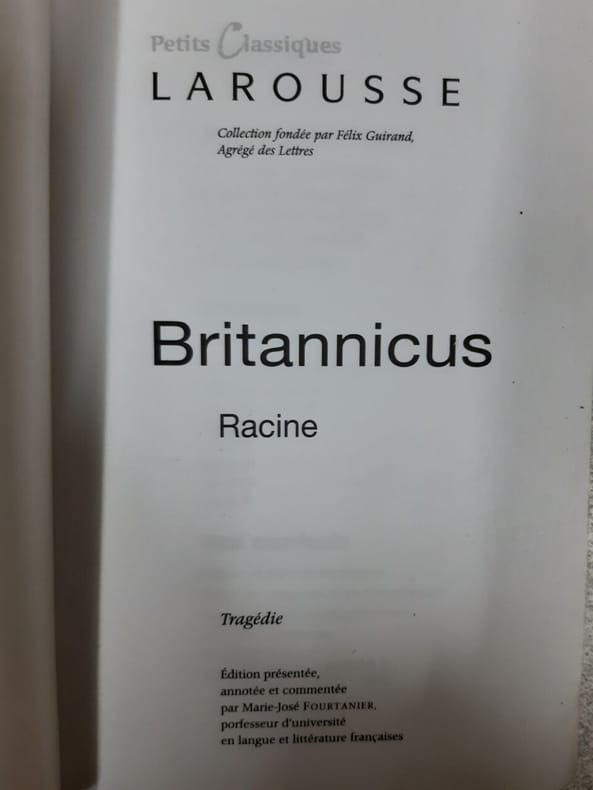 Petits Classiques
LAROUSSE
Collection fondée par Félix Guirand,
Agrégé des Lettres
Britannicus
Racine
Tragédie
Édition présentée,
annotée et commentée
par Marie-José FOURTANIER,
porfesseur d'université
en langue et littérature françaises